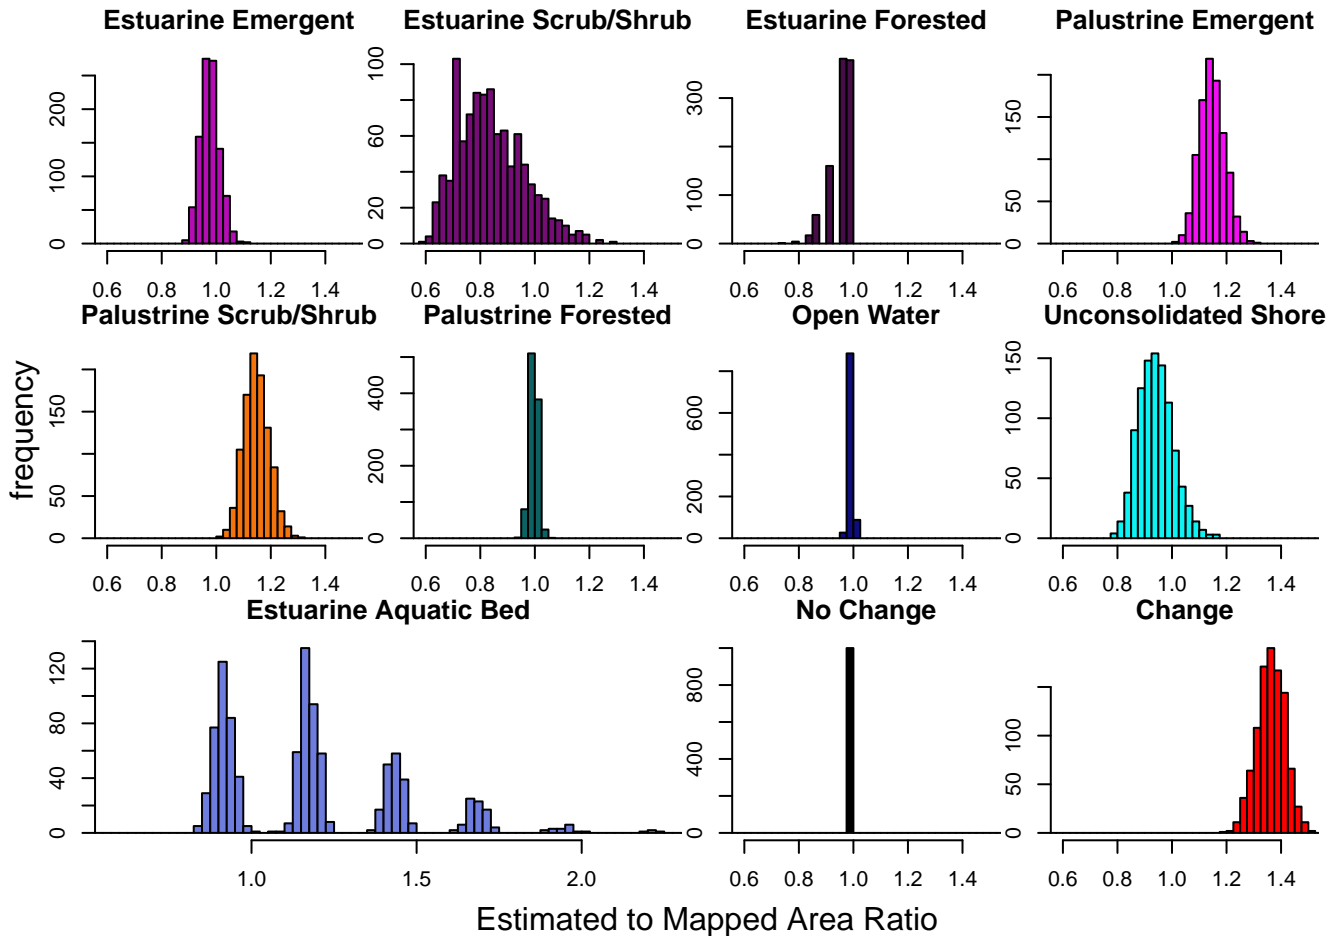 Estuarine Emergent
0 100 200
0.6 0.8 1.0 1.2 1.4
Estuarine Scrub/Shrub
0 20 60 100
0.6 0.8 1.0 1.2 1.4
Estuarine Forested
0 100 300
0.6 0.8 1.0 1.2 1.4
Palustrine Emergent
0 50 150
0.6 0.8 1.0 1.2 1.4
frequency
Palustrine Scrub/Shrub
0 50 150
0.6 0.8 1.0 1.2 1.4
Palustrine Forested
0 200 400
0.6 0.8 1.0 1.2 1.4
Open Water
0 200 600
0.6 0.8 1.0 1.2 1.4
Unconsolidated Shore
0 50 100 150
0.6 0.8 1.0 1.2 1.4
Estuarine Aquatic Bed
0 40 80 120
1.0 1.5 2.0
No Change
0 400 800
0.6 0.8 1.0 1.2 1.4
Change
0 50 100
0.6 0.8 1.0 1.2 1.4
Estimated to Mapped Area Ratio